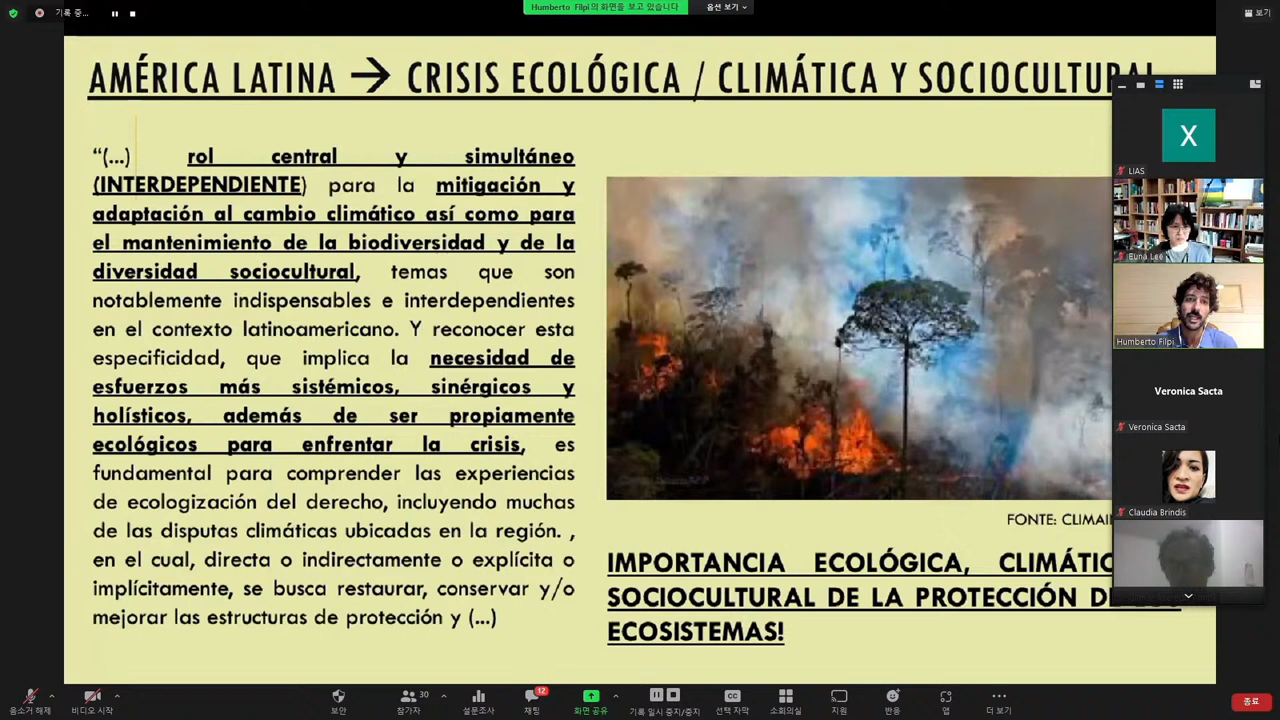 기록 중...
Humberto Filpi의 화면을 보고 있습니다
옵션 보기
보기
AMÉRICA LATINA → CRISIS ECOLÓGICA / CLIMÁTICA Y SOCIOCULTURAL
“(...) rol central y simultáneo
(INTERDEPENDIENTE) para la mitigación y
adaptación al cambio climático así como para
el mantenimiento de la biodiversidad y de la
diversidad sociocultural, temas que son
notablemente indispensables e interdependientes
en el contexto latinoamericano. Y reconocer esta
especificidad, que implica la necesidad de
esfuerzos más sistémicos, sinérgicos y
holísticos, además de ser propiamente
ecológicos para enfrentar la crisis, es
fundamental para comprender las experiencias
de ecologización del derecho, incluyendo muchas
de las disputas climáticas ubicadas en la región. ,
en el cual, directa o indirectamente o explícita o
implícitamente, se busca restaurar, conservar y/o
mejorar las estructuras de protección y (...)
FONTE:
IMPORTANCIA ECOLÓGICA,
SOCIOCULTURAL DE LA PROTECCIÓN
ECOSISTEMAS!
X
LIAS
Euna Lee
Humberto Filpi
Veronica Sacta
Veronica Sacta
Claudia Brindis
음소거 해제
비디오 시작
보안
30
참가자
설문조사
12
채팅
화면 공유
기록 일시 중지/중지
CC
선택 자막
소회의실
지원
반응
앱
더 보기
종료